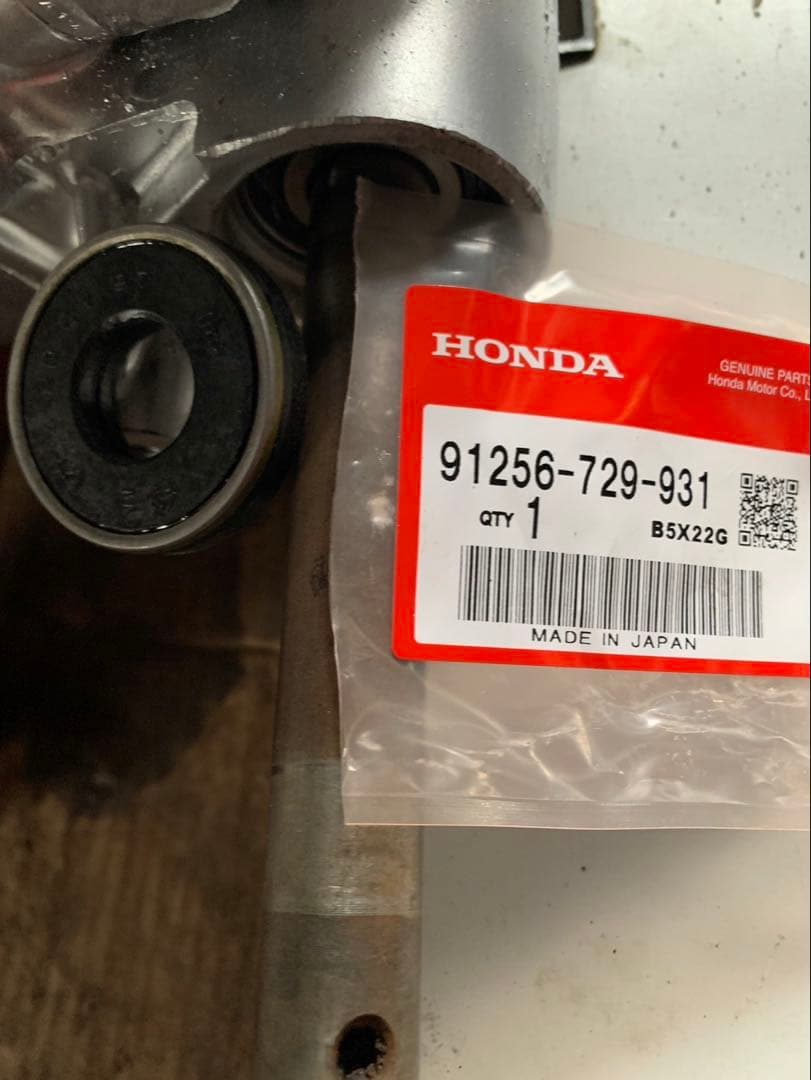 HONDA
GENUINE PARTS
Honda Motor Co.,
91256-729-931
QTY 1
B5X22G
MADE IN JAPAN